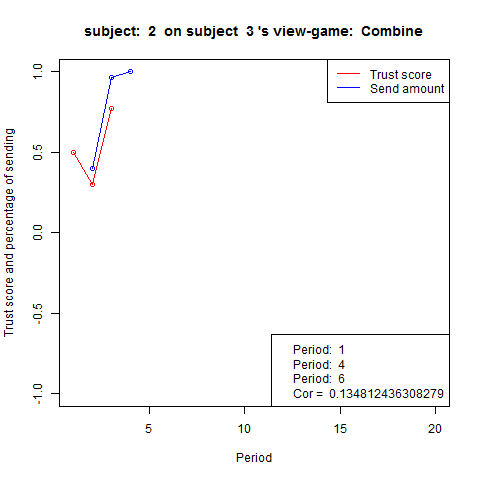 subject:  2  on subject  3 's view-game:  Combine
Trust score
Send amount
Trust score and percentage of sending
1.0
0.5
0.0
-0.5
-1.0
Period:  1
Period:  4
Period:  6
Cor =  0.134812436308279
5
10
15
20
Period